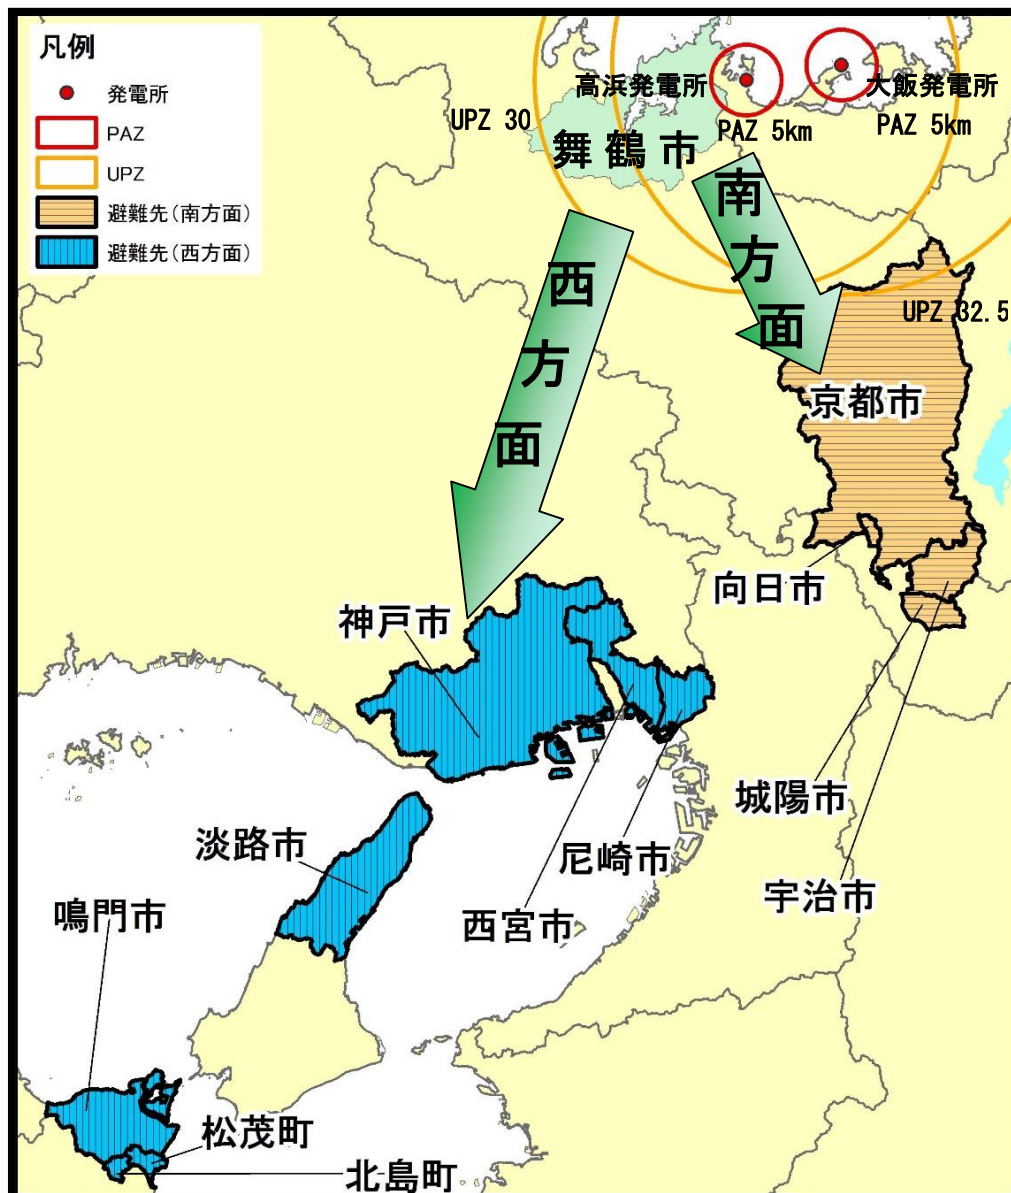 凡例
発電所
PAZ
UPZ
避難先(南方面)
避難先(西方面)
高浜発電所
大飯発電所
UPZ 30
PAZ 5km
PAZ 5km
舞鶴市
南方面
西方面
UPZ 32.5
京都市
向日市
神戸市
城陽市
淡路市
尼崎市
宇治市
鳴門市
西宮市
松茂町
北島町